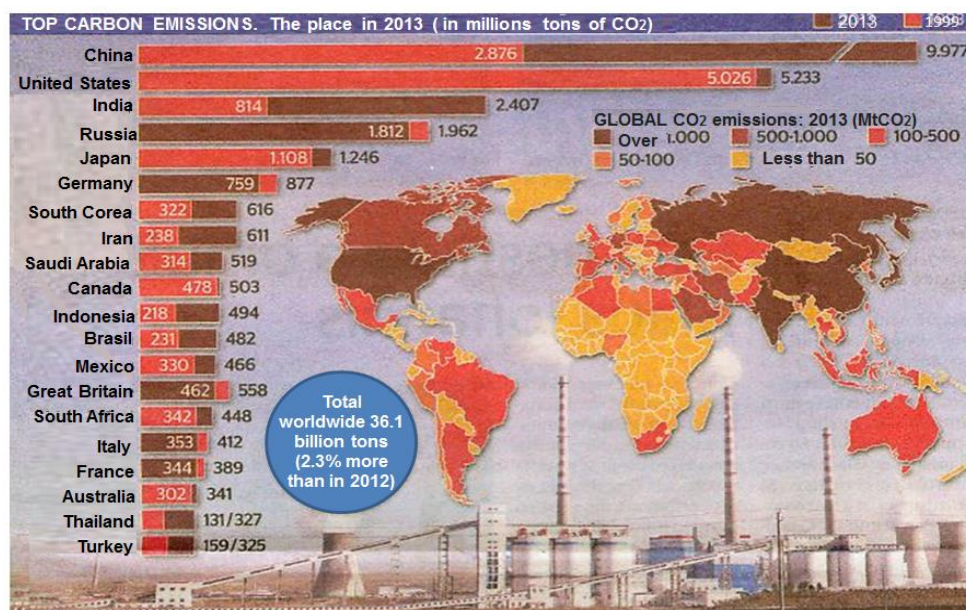 TOP CARBON EMISSIONS. The place in 2013 (in millions tons of CO2)
2013 1999
China 2.876 9.977
United States 5.026 5.233
India 814 2.407
GLOBAL CO2 emissions: 2013 (MtCO2)
Russia 1.812 1.962
Over 1.000 500-1.000 100-500
Japan 1.108 1.246
50-100 Less than 50
Germany 759 877
South Corea 322 616
Iran 238 611
Saudi Arabia 314 519
Canada 478 503
Indonesia 218 494
Brasil 231 482
Mexico 330 466
Great Britain 462 558
South Africa 342 448
Italy 353 412
France 344 389
Australia 302 341
Thailand 131/327
Turkey 159/325
Total
worldwide 36.1
billion tons
(2.3% more
than in 2012)